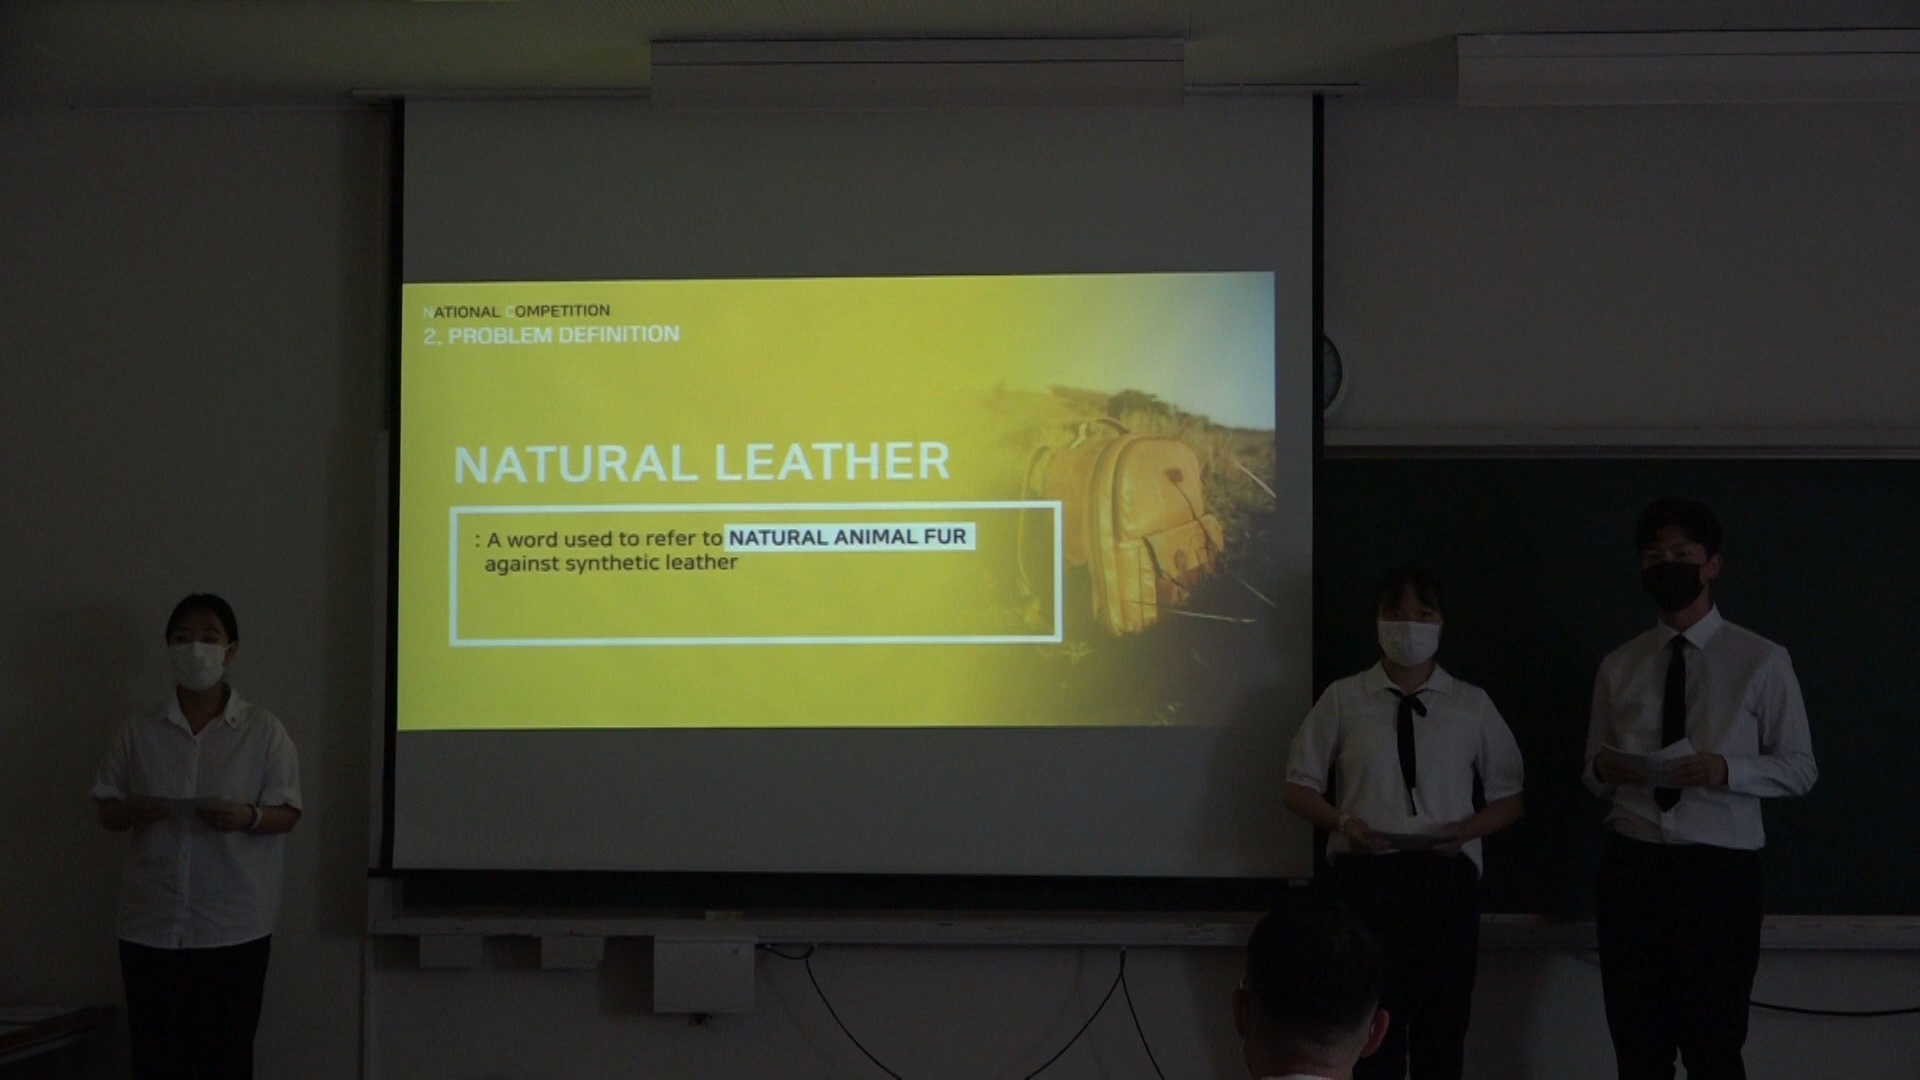 NATIONAL COMPETITION
2. PROBLEM DEFINITION
NATURAL LEATHER
: A word used to refer to NATURAL ANIMAL FUR
against synthetic leather